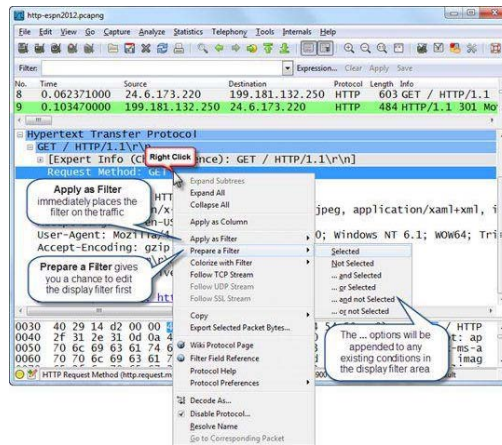 http-espn2012.pcapng
File Edit View Go Capture Analyze Statistics Telephony Tools Internals Help
Filter: Expression... Clear Apply Save
No. Time Source Destination Protocol Length Info
8 0.062371000 24.6.173.220 199.181.132.250 HTTP 603 GET / HTTP/1.1
9 0.103470000 199.181.132.250 24.6.173.220 HTTP 484 HTTP/1.1 301 Mo
Hypertext Transfer Protocol
GET / HTTP/1.1\r\n
[Expert Info (C ence): GET / HTTP/1.1\r\n]
Right Click
Request Method: GET
Apply as Filter
immediately places the
filter on the traffic
jpeg, application/xaml+xml, i
User-Agent: Mozilla/4 0; Windows NT 6.1; WOW64; Tri
Accept-Encoding: gzip
Prepare a Filter gives
you a chance to edit
the display filter first
Expand Subtrees
Expand All
Collapse All
Apply as Column
Apply as Filter
Prepare a Filter
Colorize with Filter
Follow TCP Stream
Follow UDP Stream
Follow SSL Stream
Copy
Export Selected Packet Bytes...
Wiki Protocol Page
Filter Field Reference
Protocol Help
Protocol Preferences
Decode As...
Disable Protocol...
Resolve Name
Go to Corresponding Packet
Selected
Not Selected
... and Selected
... or Selected
... and not Selected
... or not Selected
The ... options will be
appended to any
existing conditions in
the display filter area
0030 40 29 14 d2 00 00 / HTTP
0040 2f 31 2e 31 0d 0a t: ap
0050 70 6c 69 63 61 7 -ms-a
0060 70 70 6c 69 63 61 imag
HTTP Request Method (http.request.m